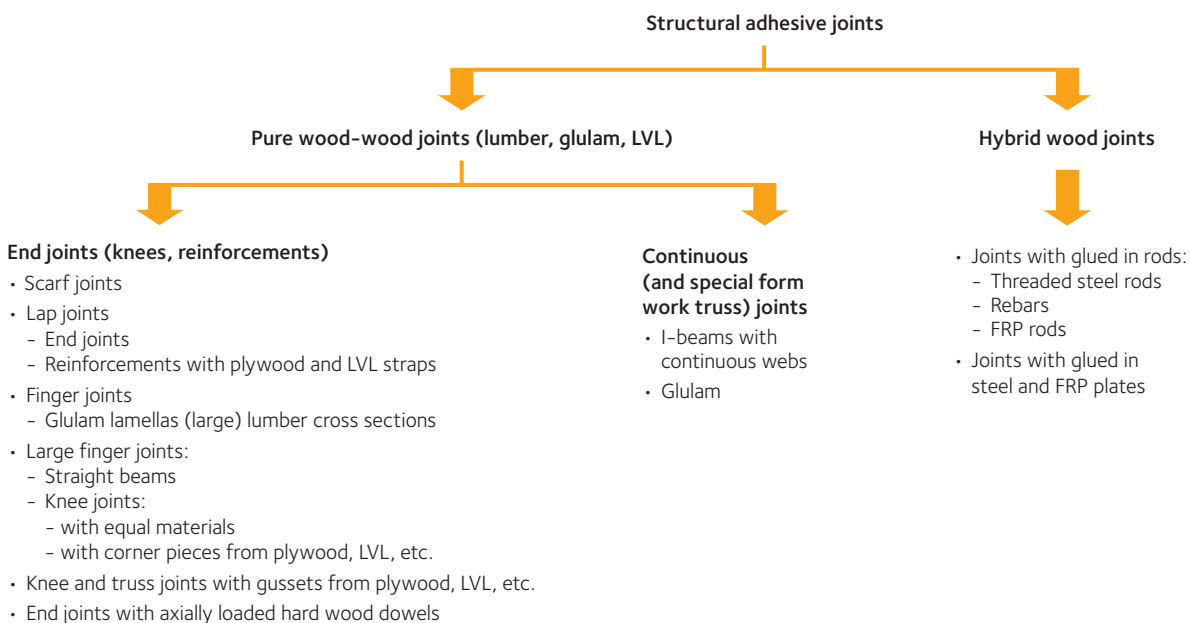 Structural adhesive joints
Pure wood-wood joints (lumber, glulam, LVL)
Hybrid wood joints
End joints (knees, reinforcements)
• Scarf joints
• Lap joints
– End joints
– Reinforcements with plywood and LVL straps
• Finger joints
– Glulam lamellas (large) lumber cross sections
• Large finger joints:
– Straight beams
– Knee joints:
– with equal materials
– with corner pieces from plywood, LVL, etc.
• Knee and truss joints with gussets from plywood, LVL, etc.
• End joints with axially loaded hard wood dowels
Continuous
(and special form
work truss) joints
• I-beams with
continuous webs
• Glulam
• Joints with glued in rods:
– Threaded steel rods
– Rebars
– FRP rods
• Joints with glued in
steel and FRP plates